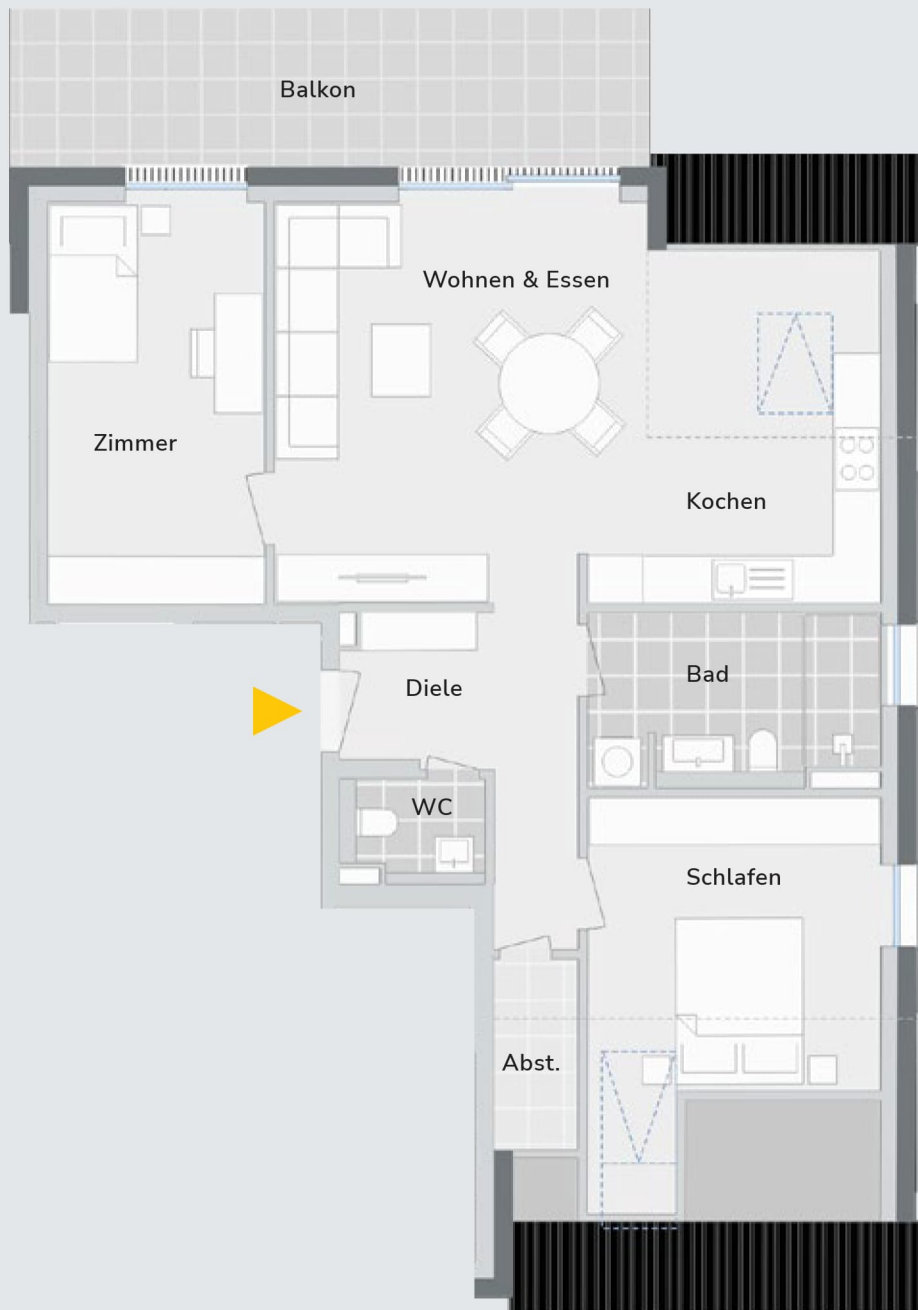 Balkon
Wohnen & Essen
Zimmer
Kochen
Bad
Diele
WC
Schlafen
Abst.